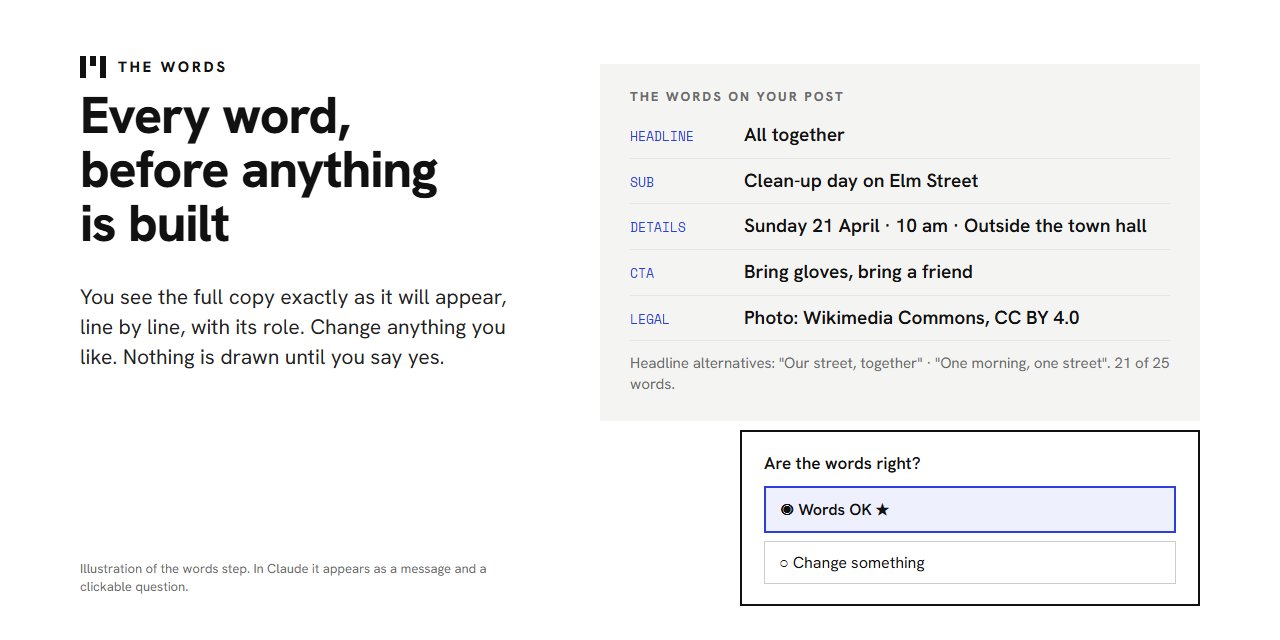 THE WORDS
Every word,
before anything
is built
You see the full copy exactly as it will appear,
line by line, with its role. Change anything you
like. Nothing is drawn until you say yes.
Illustration of the words step. In Claude it appears as a message and a
clickable question.
THE WORDS ON YOUR POST
HEADLINE All together
SUB Clean-up day on Elm Street
DETAILS Sunday 21 April · 10 am · Outside the town hall
CTA Bring gloves, bring a friend
LEGAL Photo: Wikimedia Commons, CC BY 4.0
Headline alternatives: "Our street, together" · "One morning, one street". 21 of 25
words.
Are the words right?
◉ Words OK ★
○ Change something